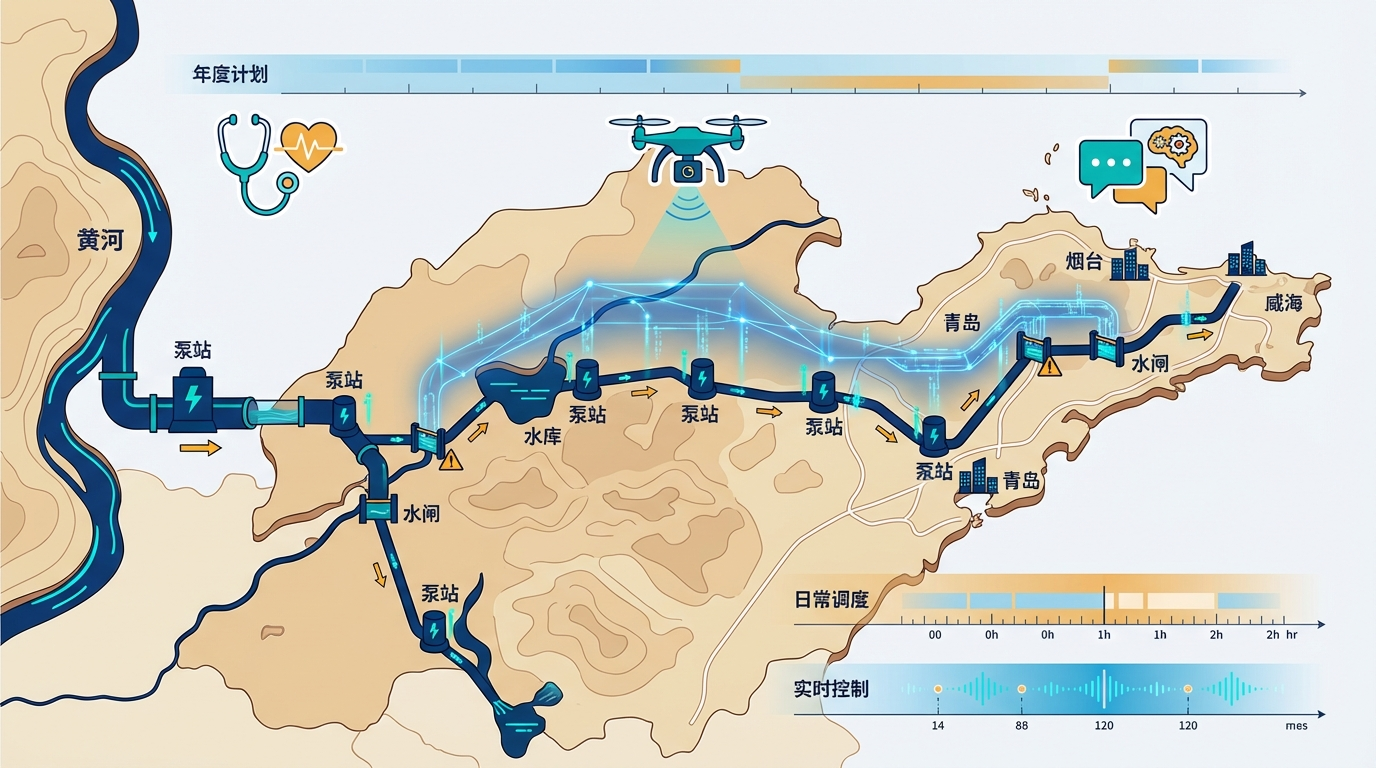 年度计划
黄河
烟台
威海
青岛
泵站
水闸
泵站
泵站
泵站
泵站
水库
泵站
青岛
水闸
泵站
日常调度
00 0h 0h 1h 1h 2h 2h hr
实时控制
14 88 120 120 mes